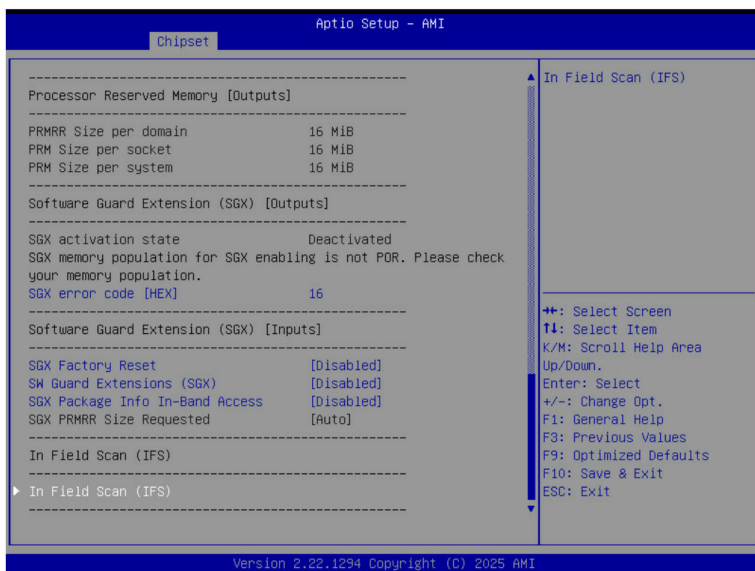 Aptio Setup – AMI
Chipset
Processor Reserved Memory [Outputs]
PRMRR Size per domain 16 MiB
PRM Size per socket 16 MiB
PRM Size per system 16 MiB
Software Guard Extension (SGX) [Outputs]
SGX activation state Deactivated
SGX memory population for SGX enabling is not POR. Please check
your memory population.
SGX error code [HEX] 16
Software Guard Extension (SGX) [Inputs]
SGX Factory Reset [Disabled]
SW Guard Extensions (SGX) [Disabled]
SGX Package Info In-Band Access [Disabled]
SGX PRMRR Size Requested [Auto]
In Field Scan (IFS)
In Field Scan (IFS)
In Field Scan (IFS)
→←: Select Screen
↑↓: Select Item
K/M: Scroll Help Area
Up/Down.
Enter: Select
+/-: Change Opt.
F1: General Help
F3: Previous Values
F9: Optimized Defaults
F10: Save & Exit
ESC: Exit
Version 2.22.1294 Copyright (C) 2025 AMI